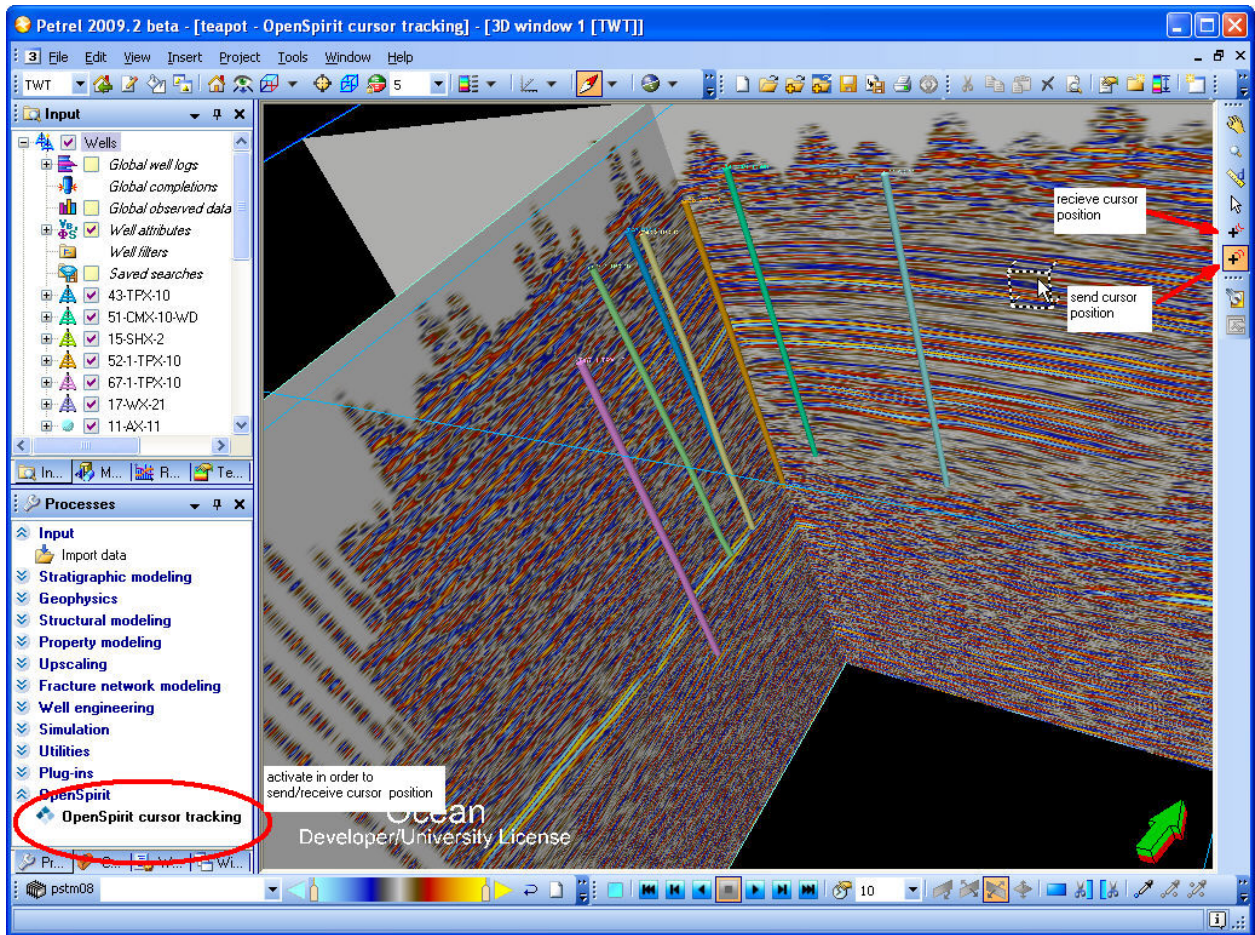 Petrel 2009.2 beta - [teapot - OpenSpirit cursor tracking] - [3D window 1 [TWT]]
3 File Edit View Insert Project Tools Window Help
TWT 5
Input
Wells
Global well logs
Global completions
Global observed data
Well attributes
Well filters
Saved searches
43-TPX-10
51-CMX-10-WD
15-SHX-2
52-1-TPX-10
67-1-TPX-10
17-WX-21
11-AX-11
In... M... R... Te...
Processes
Input
Import data
Stratigraphic modeling
Geophysics
Structural modeling
Property modeling
Upscaling
Fracture network modeling
Well engineering
Simulation
Utilities
Plug-ins
OpenSpirit
OpenSpirit cursor tracking
Pr... C... W... Wi...
recieve cursor
position
send cursor
position
activate in order to
send/receive cursor position
Ocean
Developer/University License
pstm08 10